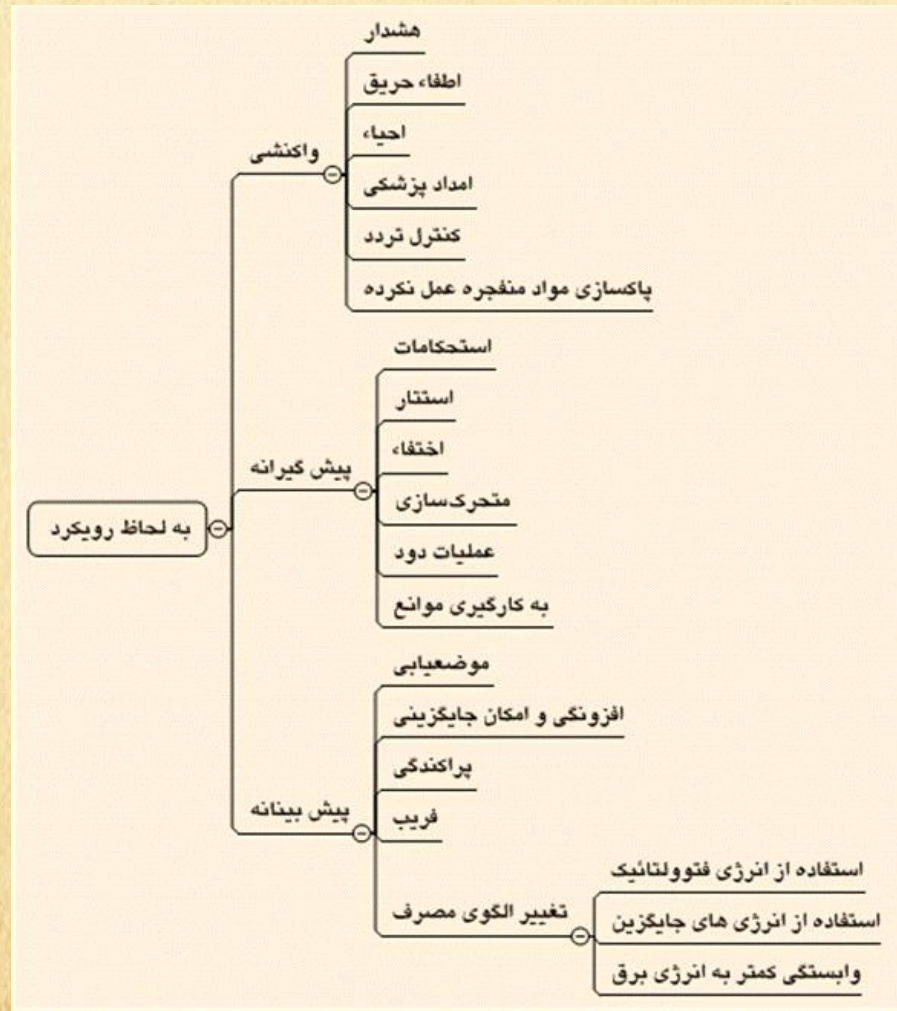 به لحاظ رویکرد
واکنشی
هشدار
اطفاء حریق
احیاء
امداد پزشکی
کنترل تردد
پاکسازی مواد منفجره عمل نکرده
پیش گیرانه
استحکامات
استتار
اختفاء
متحرک‌سازی
عملیات دود
به کارگیری موانع
پیش بینانه
موضعیابی
افزونگی و امکان جایگزینی
پراکندگی
فریب
تغییر الگوی مصرف
استفاده از انرژی فتوولتائیک
استفاده از انرژی های جایگزین
وابستگی کمتر به انرژی برق